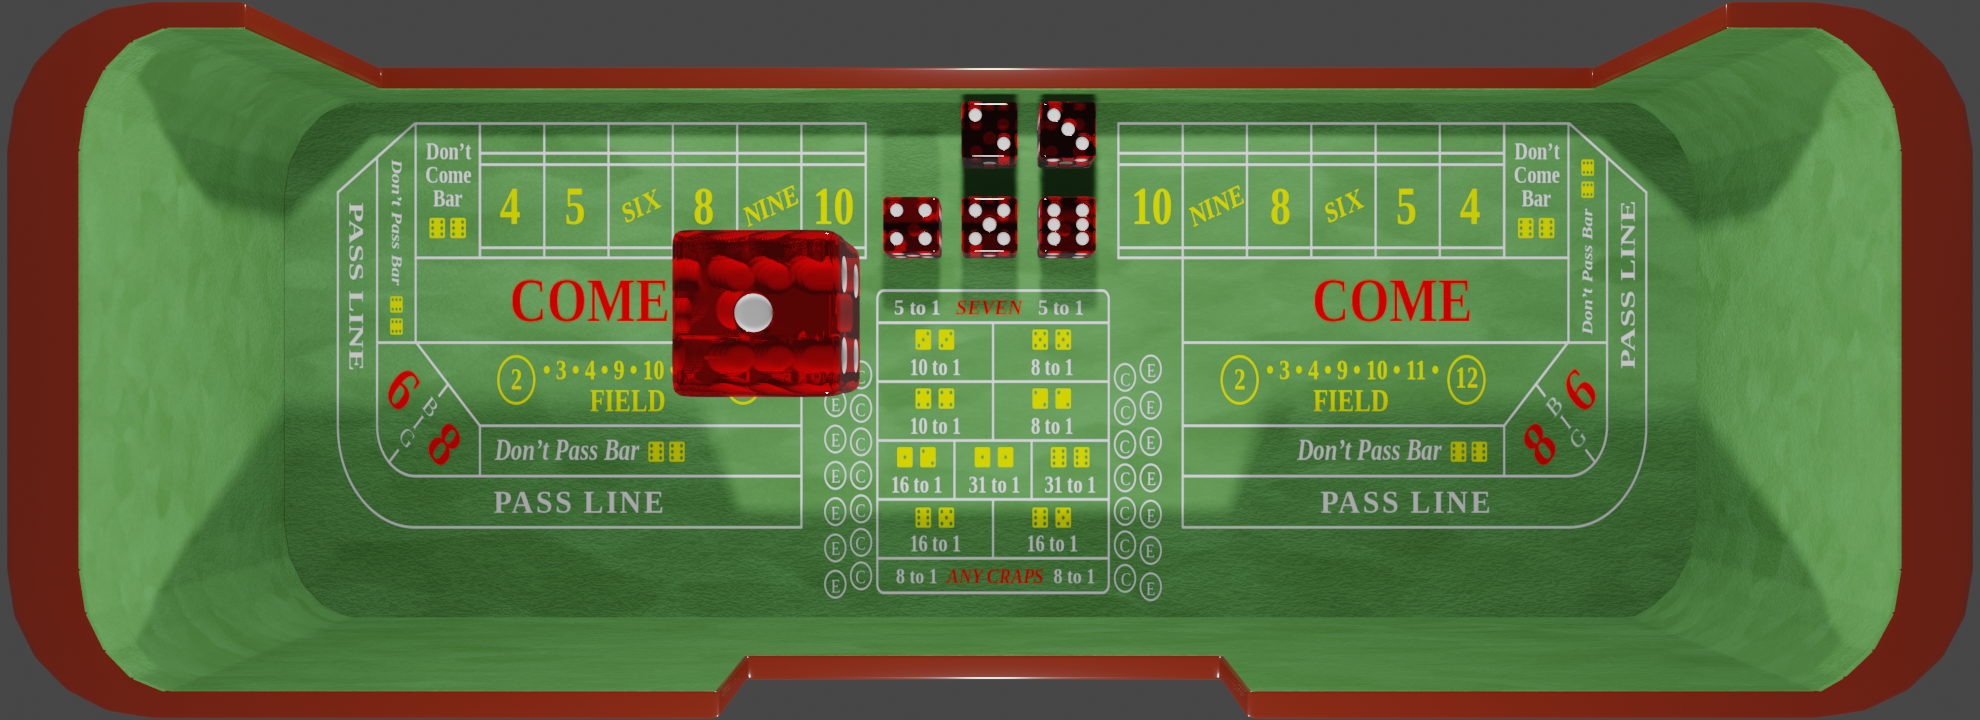 Don't
Come
Bar
4 5 SIX 8 NINE 10
COME
2 • 3 • 4 • 9 • 10
FIELD
Don't Pass Bar
PASS LINE
PASS LINE
Don't Pass Bar
6 8
B
G
5 to 1 SEVEN 5 to 1
10 to 1 8 to 1
10 to 1 8 to 1
16 to 1 31 to 1 31 to 1
16 to 1 16 to 1
8 to 1 ANY CRAPS 8 to 1
C
E C
E C
E C
E C
E C
E C
C E
C E
C E
C E
C E
C E
C E
10 NINE 8 SIX 5 4
Don't
Come
Bar
COME
2 • 3 • 4 • 9 • 10 • 11 • 12
FIELD
Don't Pass Bar
PASS LINE
Don't Pass Bar
PASS LINE
6 8
B
G